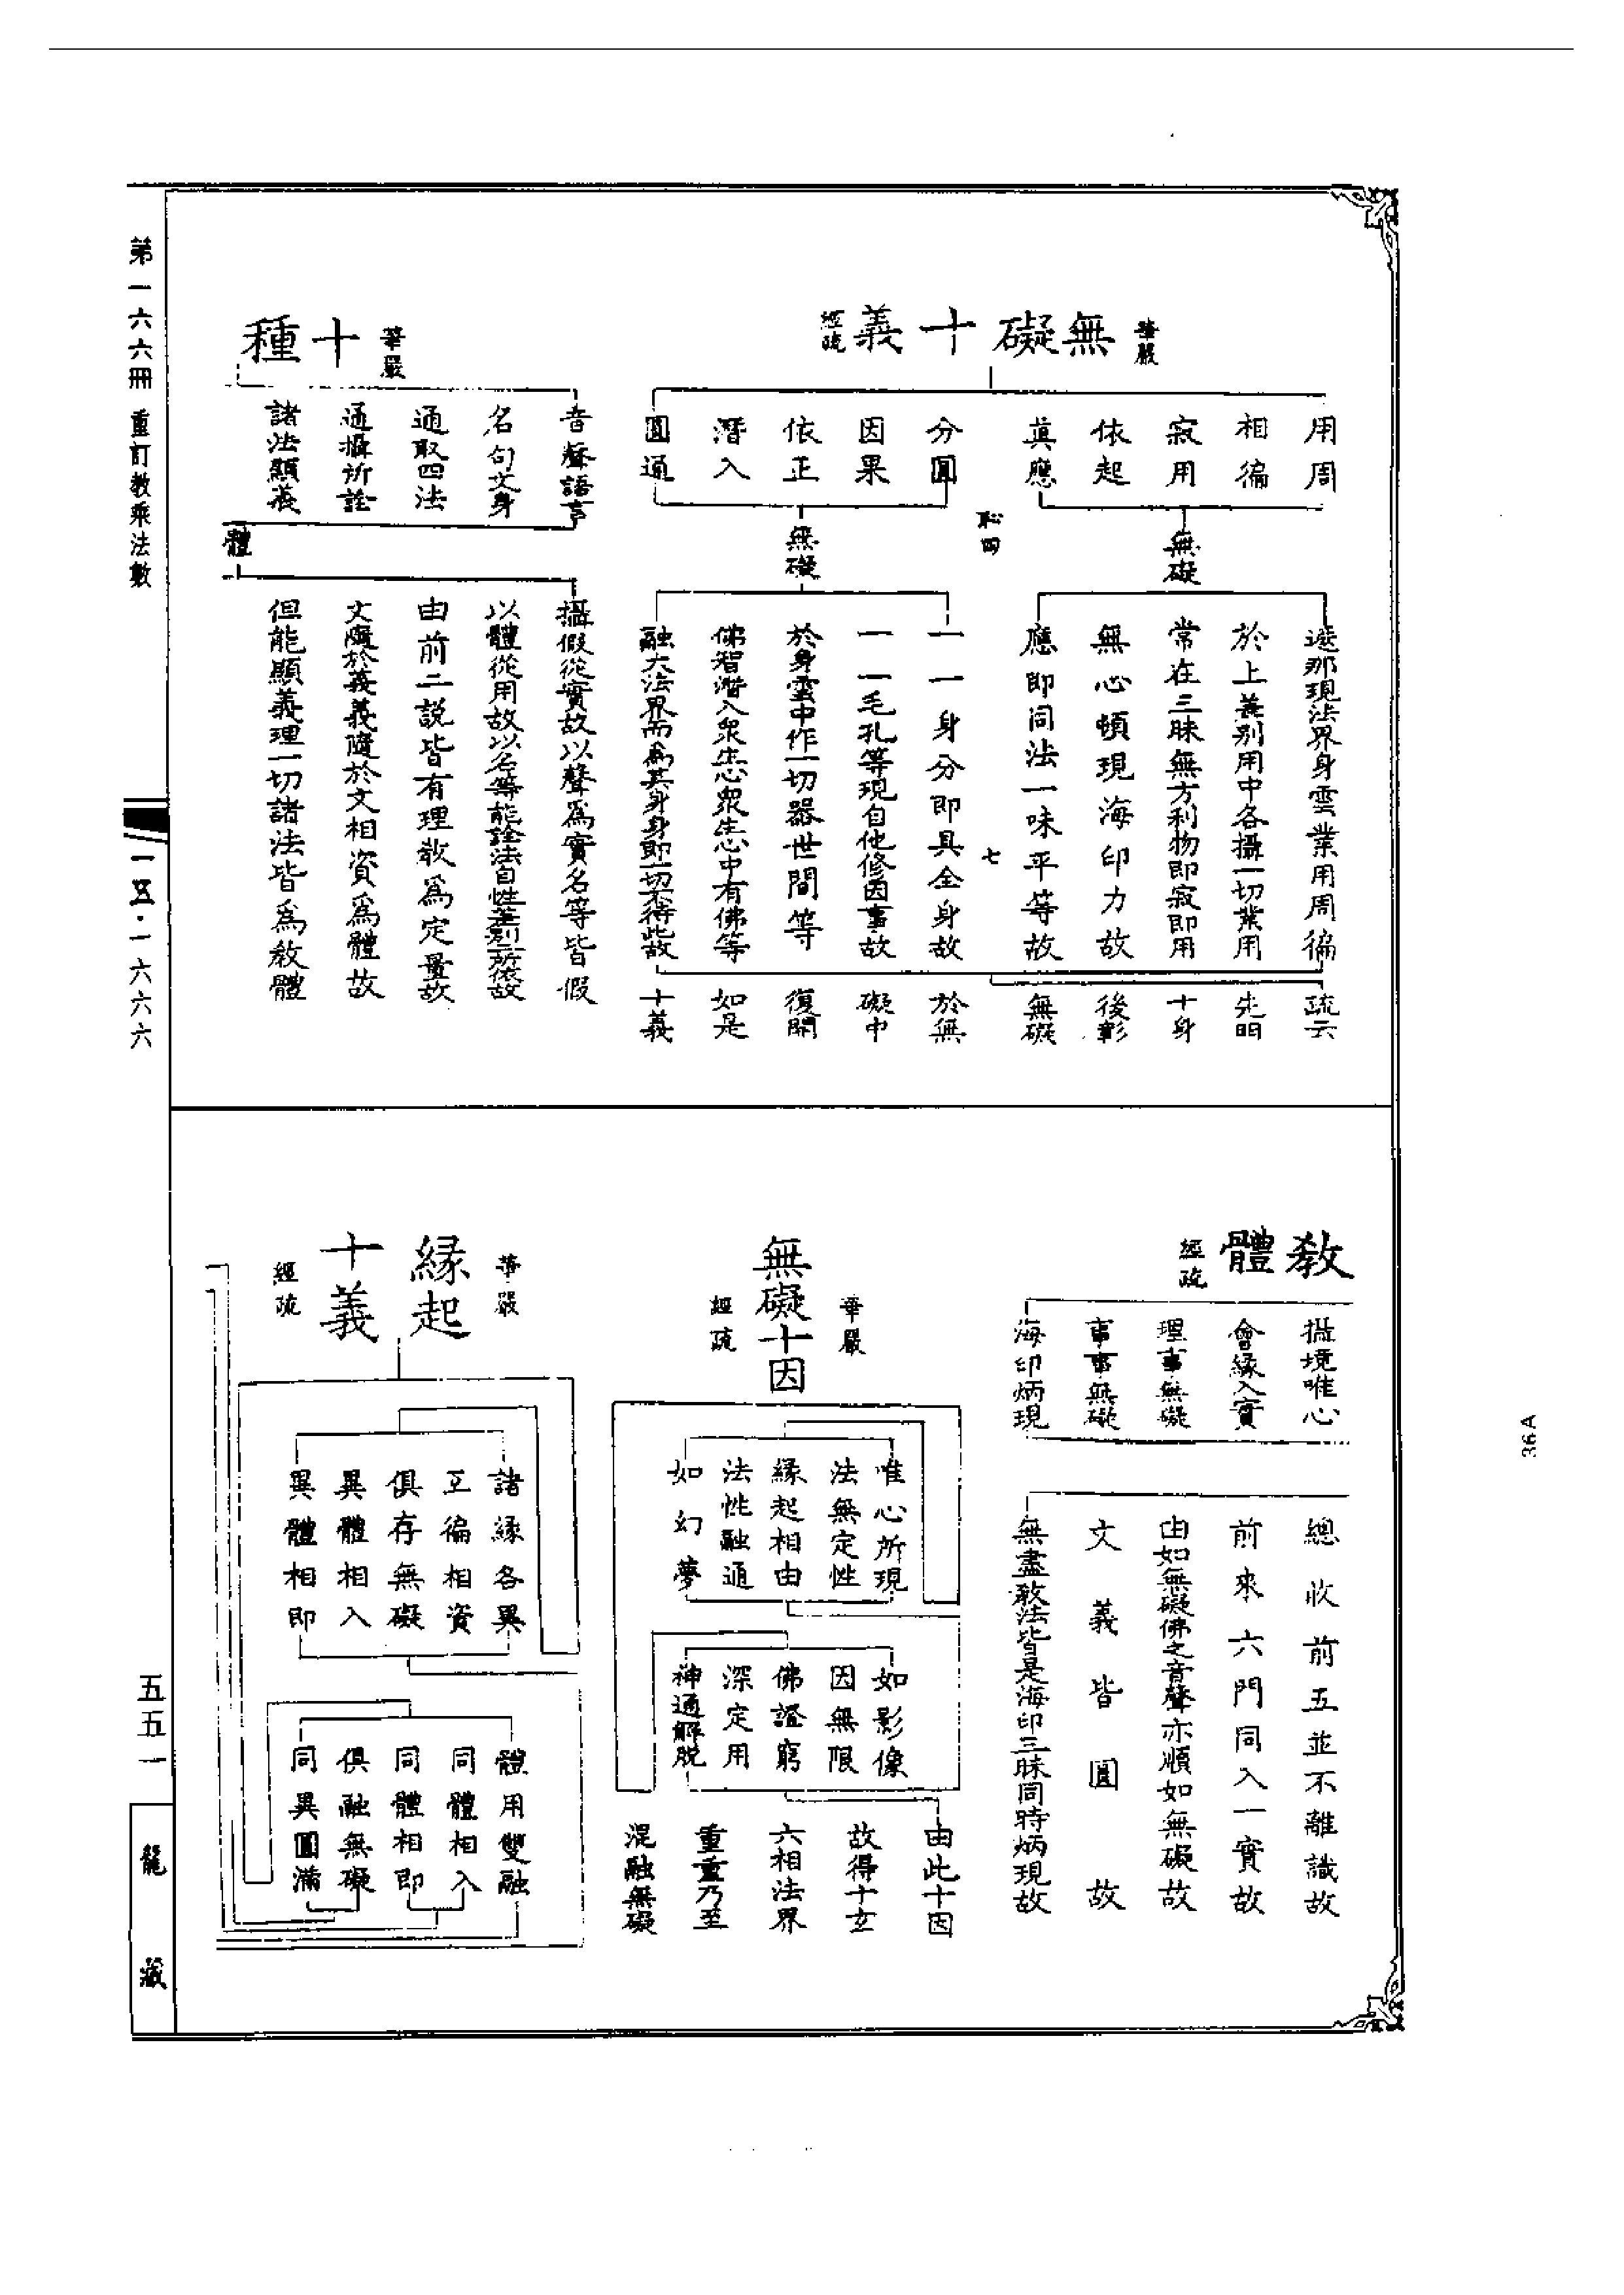 華嚴
無礙十義
經疏
用周
相徧
寂用
依起
真應
無礙
遮那現法界身雲業用周徧
於上差別用中各攝一切業用
常在三昧無方利物即寂即用
無心頓現海印力故
應即同法一味平等故
分圓
因果
依正
潛入
圓通
無礙
一一身分即具全身故
一一毛孔等現自他修因事故
於身雲中作一切器世間等
佛智潛入眾生心眾生心中有佛等
融大法界而為其身身即一切不待此故
疏云
先明
十身
無礙
後彰
於無
礙中
復開
如是
十義
七
華嚴
十種
音聲語言
名句文身
通取四法
通攝所詮
諸法顯義
體
攝假從實故以聲為實名等皆假
以體從用故以名等能詮法自性差別二所依故
由前二說皆有理教為定量故
文隨於義義隨於文相資為體故
但能顯義理一切諸法皆為教體
教體
經疏
攝境唯心
會緣入實
理事無礙
事事無礙
海印炳現
總收前五並不離識故
前來六門同入一實故
由如無礙佛之音聲亦順如無礙故
文義皆圓故
無盡教法皆是海印三昧同時炳現故
華嚴
無礙十因
經疏
唯心所現
法無定性
緣起相由
法性融通
如幻夢
如影像
因無限
佛證窮
深定用
神通解脫
由此十因
故得十玄
六相法界
重重乃至
混融無礙
華嚴
緣起
十義
經疏
諸緣各異
互徧相資
俱存無礙
異體相入
異體相即
體用雙融
同體相入
同體相即
俱融無礙
同異圓滿
第一六六冊 重訂教乘法數
一五·一六六六
五五一
龍藏
36A